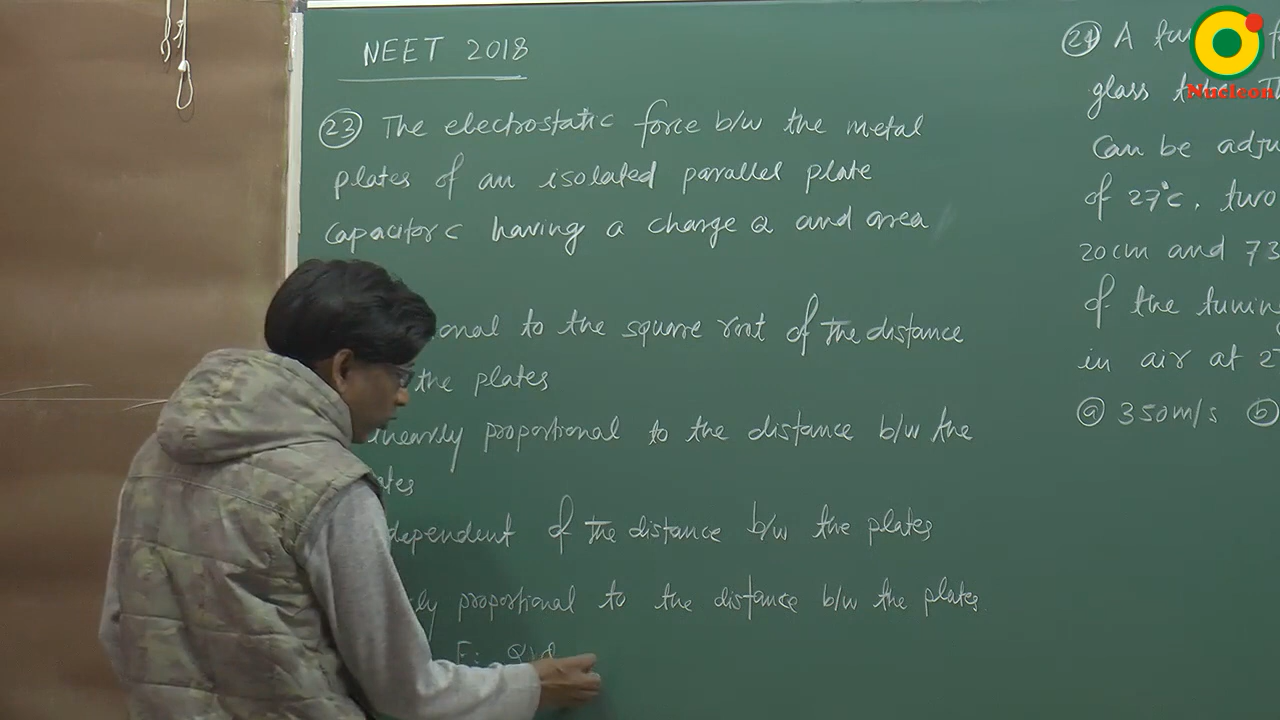 NEET 2018
(23) The electrostatic force b/w the metal
plates of an isolated parallel plate
capacitor C having a charge Q and area
onal to the square root of the distance
the plates
nearly proportional to the distance b/w the
ates
dependent of the distance b/w the plates
ly proportional to the distance b/w the plates.
F =
(24) A
glass
Can be adju
of 27°C, two
20cm and 73
of the tuning
in air at 2
(a) 350m/s (b)
Nucleon